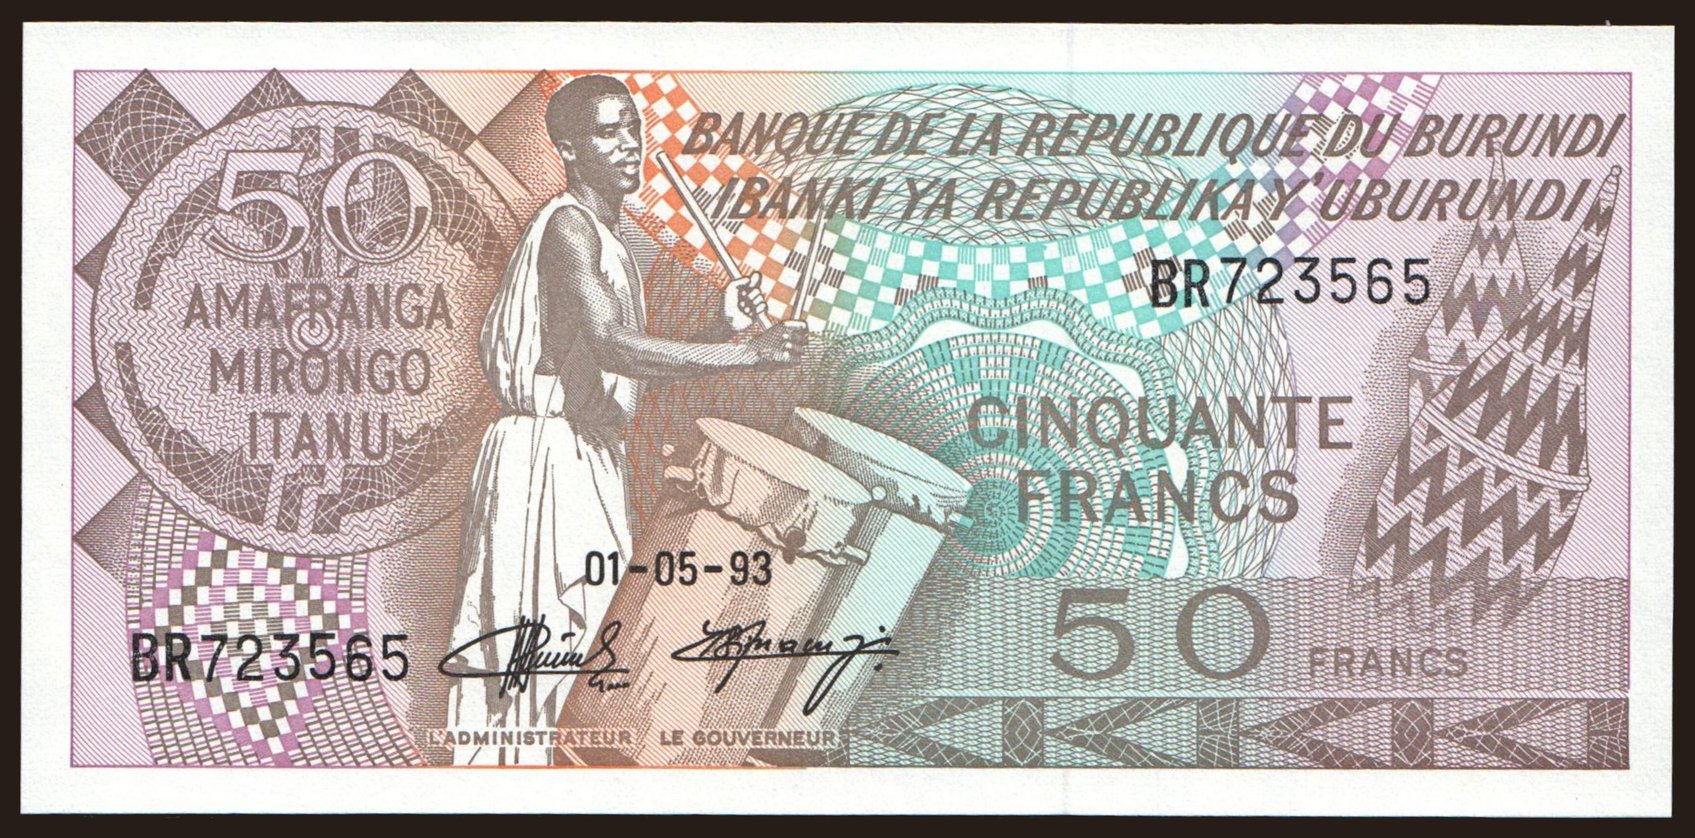 BANQUE DE LA REPUBLIQUE DU BURUNDI
IBANKI YA REPUBLIKA Y'UBURUNDI
50
AMAFRANGA
MIRONGO
ITANU
BR723565
CINQUANTE
FRANCS
01-05-93
50 FRANCS
BR723565
L'ADMINISTRATEUR LE GOUVERNEUR